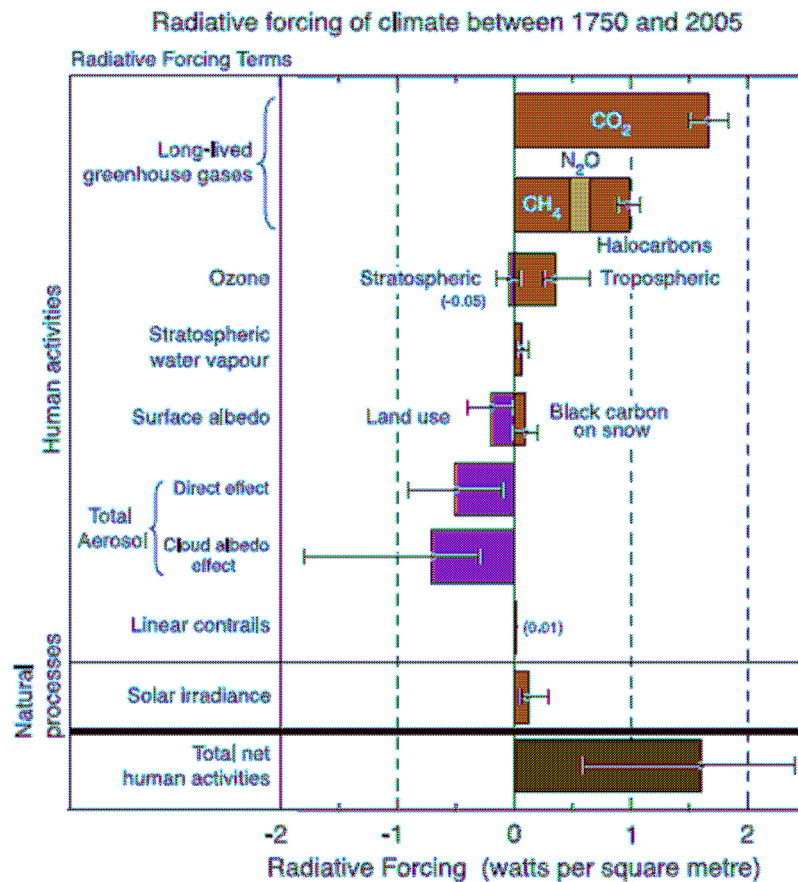 Radiative forcing of climate between 1750 and 2005
Radiative Forcing Terms
CO₂
Long-lived
greenhouse gases
N₂O
CH₄
Halocarbons
Ozone
Stratospheric
(-0.05)
Tropospheric
Stratospheric
water vapour
Human activities
Surface albedo
Land use
Black carbon
on snow
Total
Aerosol
Direct effect
Cloud albedo
effect
Linear contrails
(0.01)
Natural
processes
Solar irradiance
Total net
human activities
-2 -1 0 1 2
Radiative Forcing (watts per square metre)